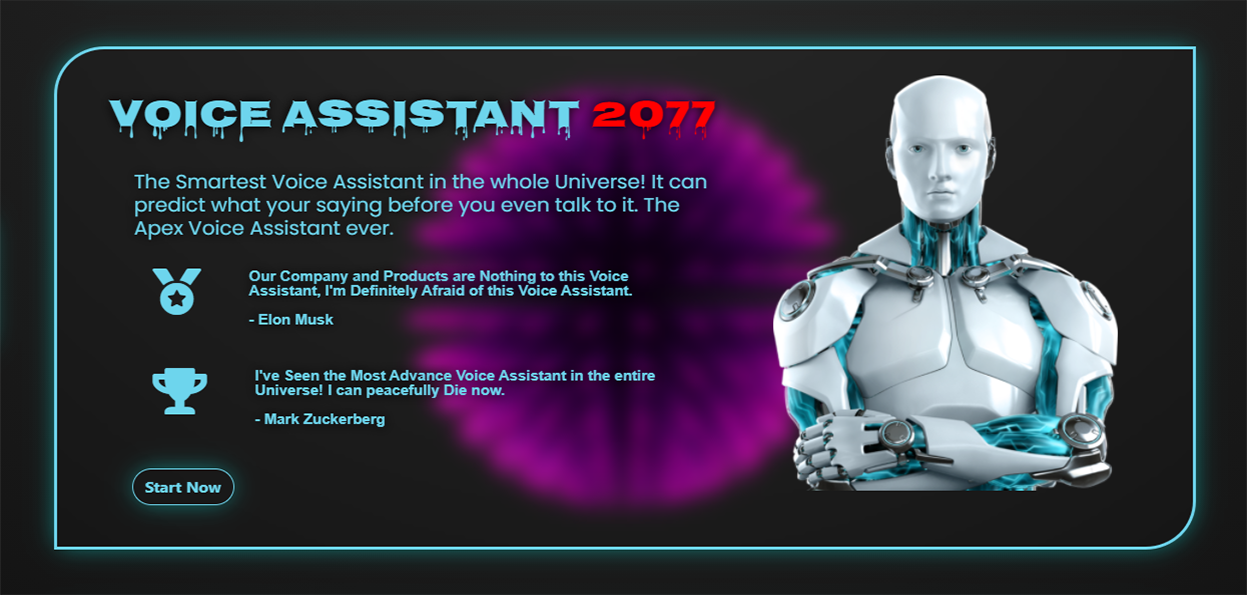 VOICE ASSISTANT 2077
The Smartest Voice Assistant in the whole Universe! It can
predict what your saying before you even talk to it. The
Apex Voice Assistant ever.
Our Company and Products are Nothing to this Voice
Assistant, I'm Definitely Afraid of this Voice Assistant.
- Elon Musk
I've Seen the Most Advance Voice Assistant in the entire
Universe! I can peacefully Die now.
- Mark Zuckerberg
Start Now